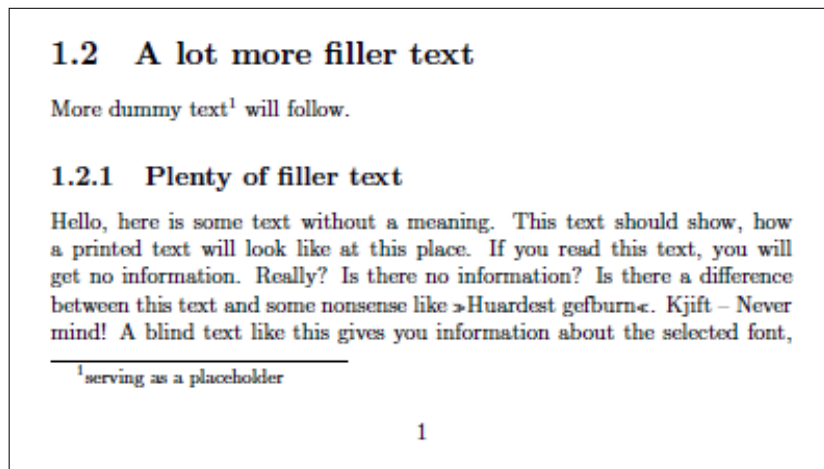 1.2 A lot more filler text
More dummy text¹ will follow.
1.2.1 Plenty of filler text
Hello, here is some text without a meaning. This text should show, how
a printed text will look like at this place. If you read this text, you will
get no information. Really? Is there no information? Is there a difference
between this text and some nonsense like »Huardest gefburn«. Kjift – Never
mind! A blind text like this gives you information about the selected font,
¹serving as a placeholder
1